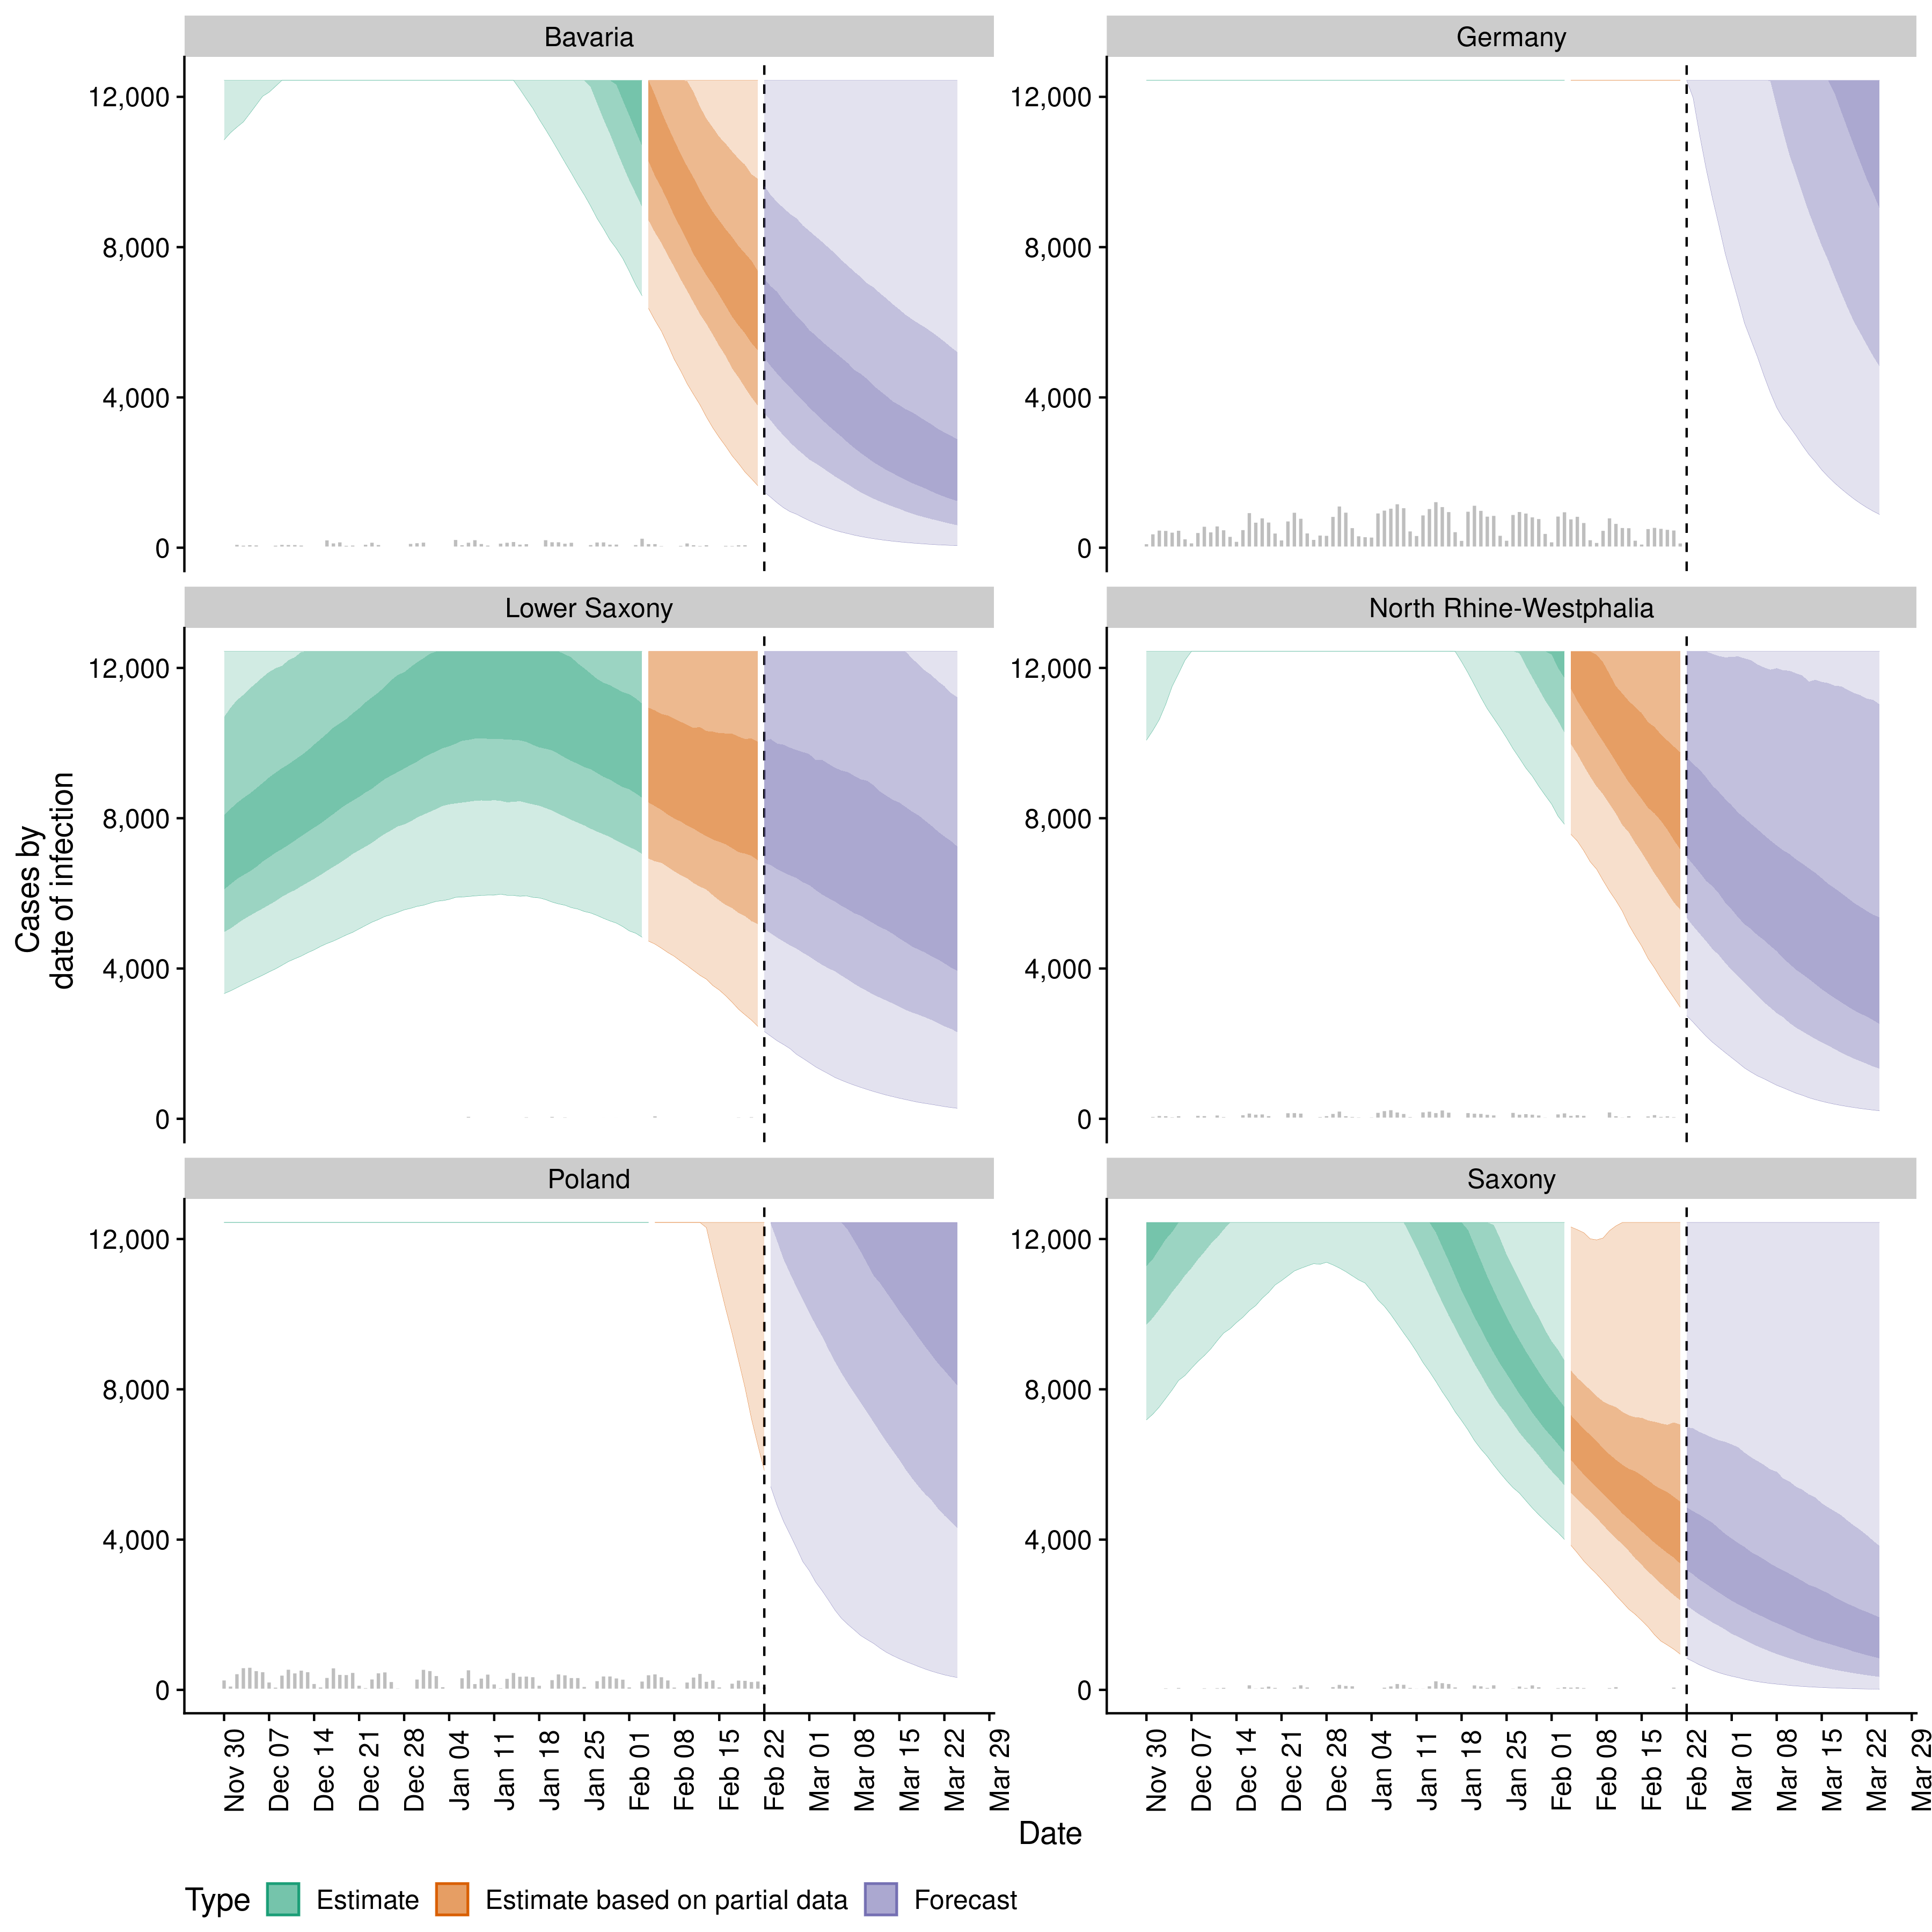 Bavaria
Germany
12,000
8,000
4,000
0
12,000
8,000
4,000
0
Lower Saxony
North Rhine-Westphalia
12,000
8,000
4,000
0
12,000
8,000
4,000
0
Poland
Saxony
12,000
8,000
4,000
0
12,000
8,000
4,000
0
Cases by
date of infection
Nov 30
Dec 07
Dec 14
Dec 21
Dec 28
Jan 04
Jan 11
Jan 18
Jan 25
Feb 01
Feb 08
Feb 15
Feb 22
Mar 01
Mar 08
Mar 15
Mar 22
Mar 29
Nov 30
Dec 07
Dec 14
Dec 21
Dec 28
Jan 04
Jan 11
Jan 18
Jan 25
Feb 01
Feb 08
Feb 15
Feb 22
Mar 01
Mar 08
Mar 15
Mar 22
Mar 29
Date
Type Estimate Estimate based on partial data Forecast